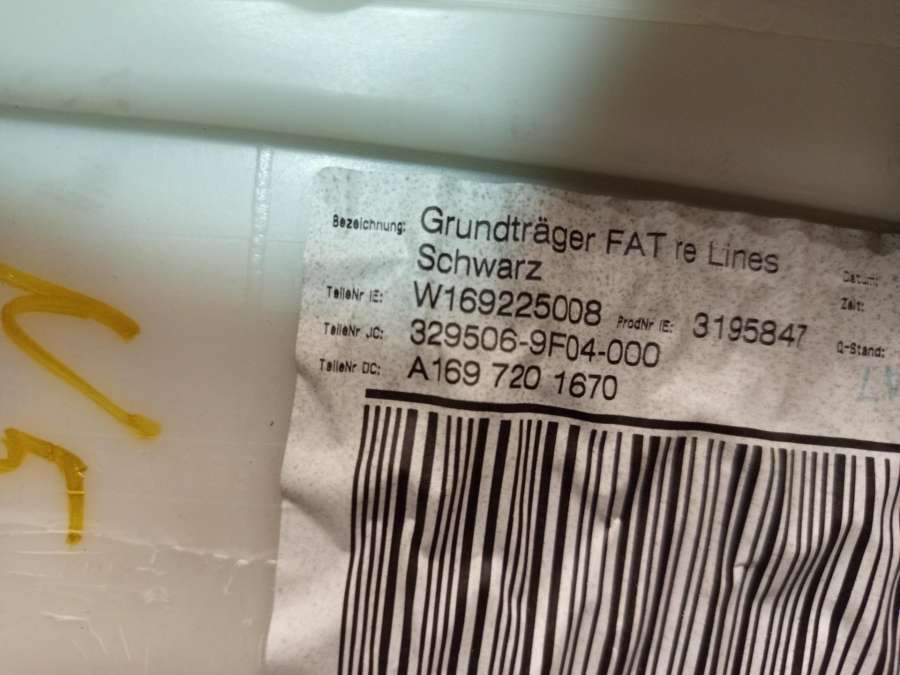 Bezeichnung: Grundträger FAT re Lines
Schwarz
TeileNr IE: W169225008 ProdNr IE: 3195847
TeileNr JC: 329506-9F04-000
TeileNr DC: A169 720 1670
Datum:
Zeit:
Q-Stand: